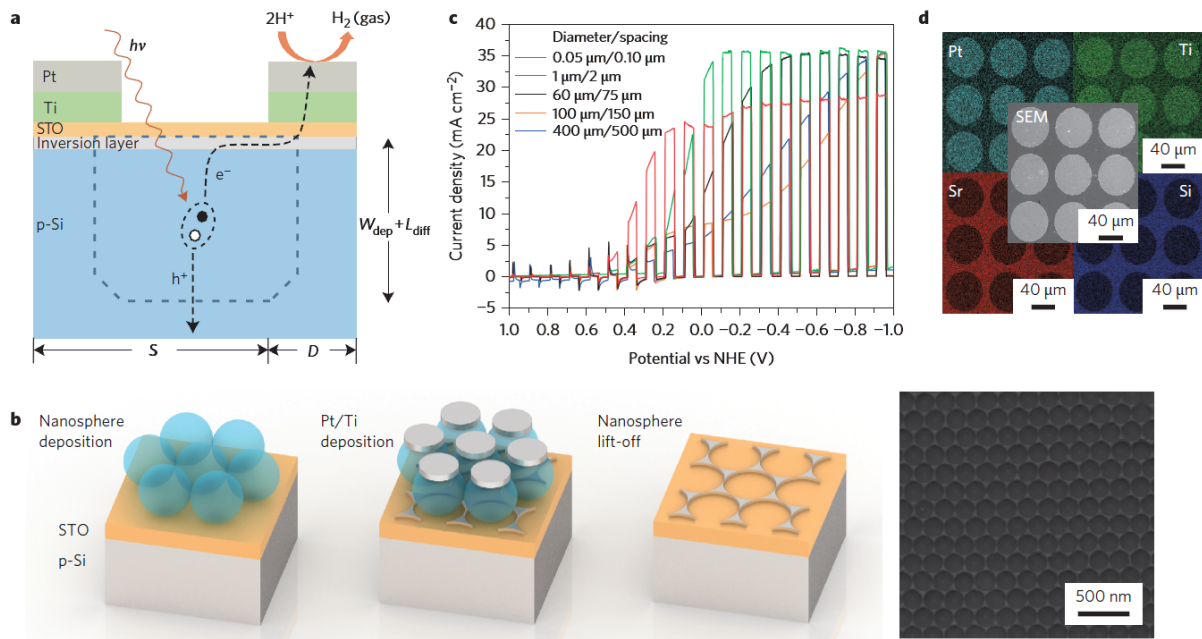 a
hν
2H⁺
H₂ (gas)
Pt
Ti
STO
Inversion layer
e⁻
p-Si
h⁺
W_dep + L_diff
S
D
c
Diameter/spacing
0.05 μm/0.10 μm
1 μm/2 μm
60 μm/75 μm
100 μm/150 μm
400 μm/500 μm
Current density (mA cm⁻²)
40
35
30
25
20
15
10
5
0
−5
1.0 0.8 0.6 0.4 0.2 0.0 −0.2 −0.4 −0.6 −0.8 −1.0
Potential vs NHE (V)
d
Pt
Ti
SEM
40 μm
40 μm
Sr
Si
40 μm
40 μm
b
Nanosphere
deposition
STO
p-Si
Pt/Ti
deposition
Nanosphere
lift-off
500 nm